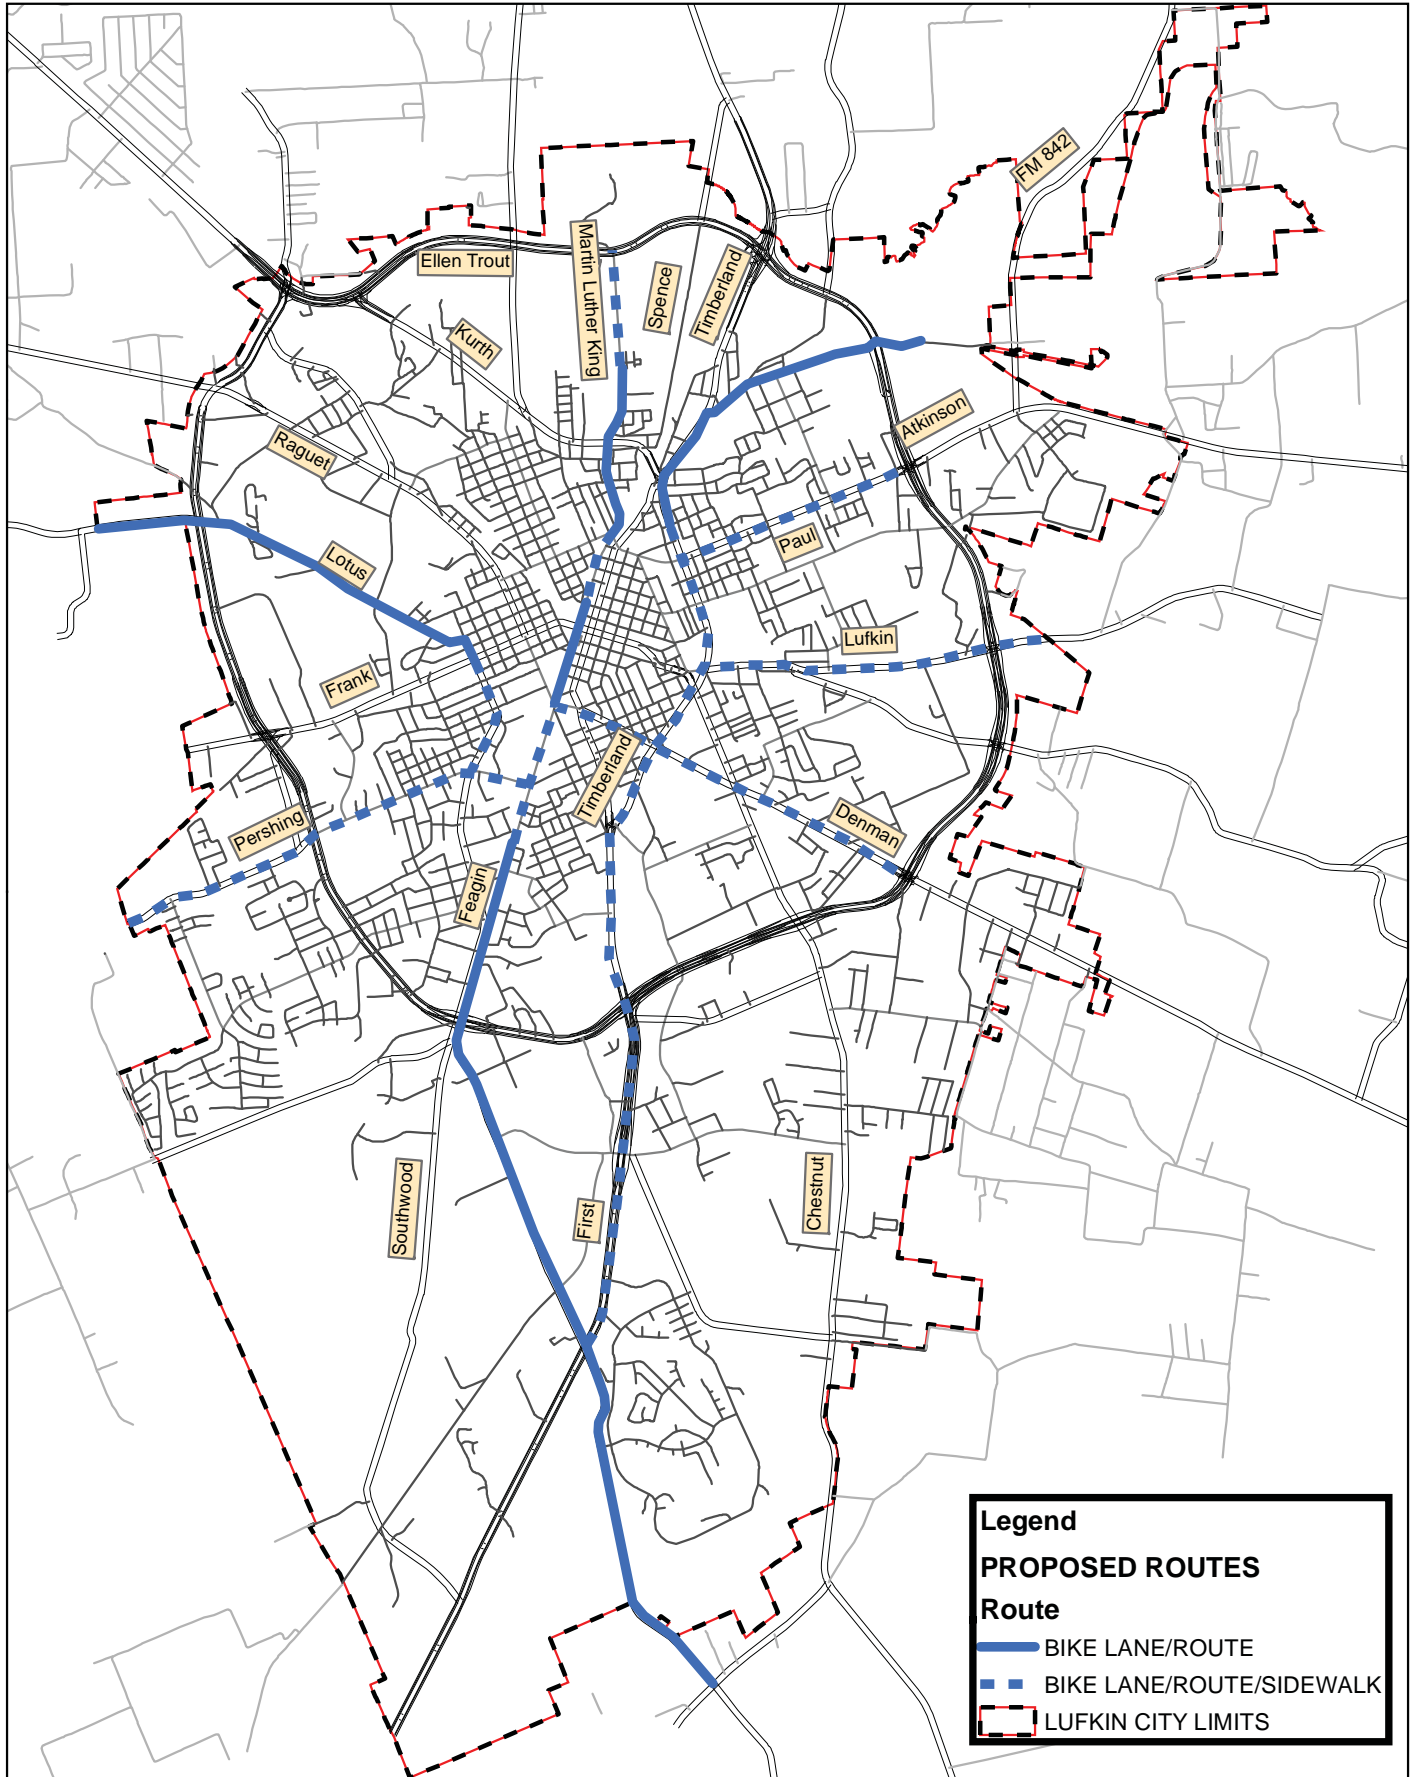 FM 842
Ellen Trout
Martin Luther King
Spence
Timberland
Kurth
Atkinson
Raguet
Paul
Lotus
Lufkin
Frank
Timberland
Pershing
Denman
Feagin
Southwood
First
Chestnut
Legend
PROPOSED ROUTES
Route
BIKE LANE/ROUTE
BIKE LANE/ROUTE/SIDEWALK
LUFKIN CITY LIMITS